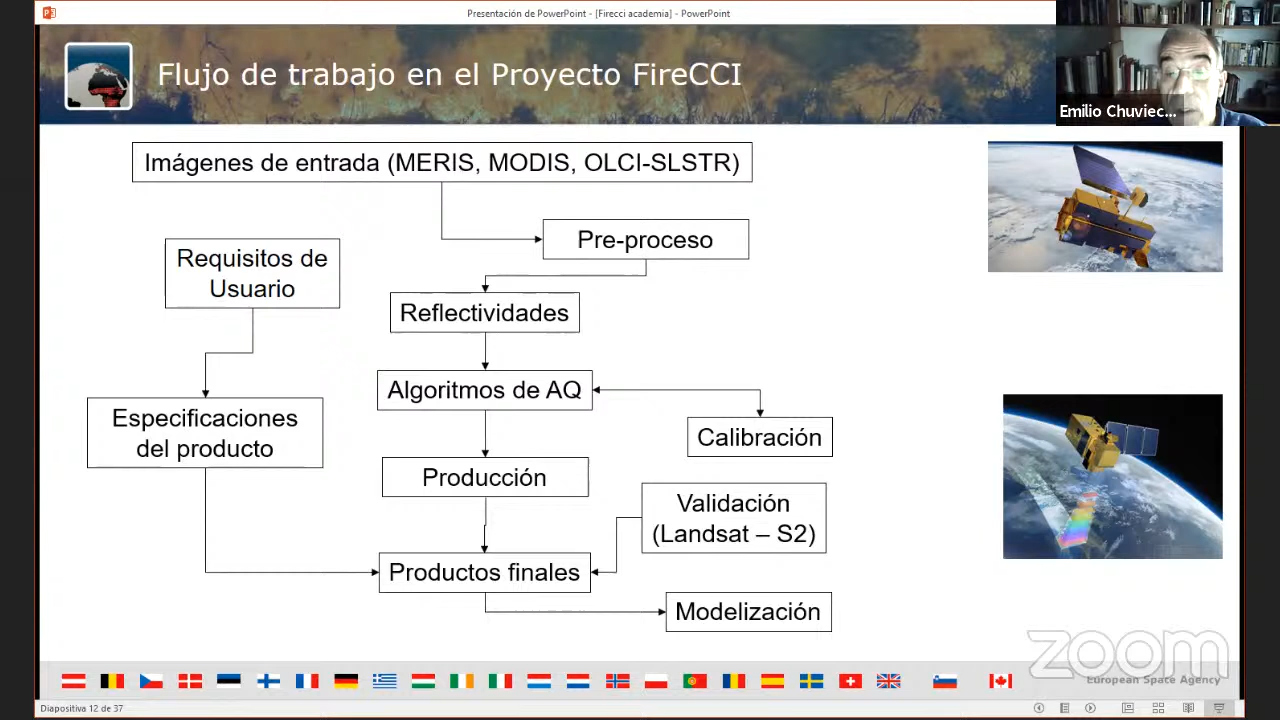 Presentación de PowerPoint - [Firecci academia] - PowerPoint
Flujo de trabajo en el Proyecto FireCCI
Emilio Chuviec...
Imágenes de entrada (MERIS, MODIS, OLCI-SLSTR)
Pre-proceso
Requisitos de
Usuario
Reflectividades
Algoritmos de AQ
Especificaciones
del producto
Calibración
Producción
Validación
(Landsat – S2)
Productos finales
Modelización
zoom
European Space Agency
Diapositiva 12 de 37